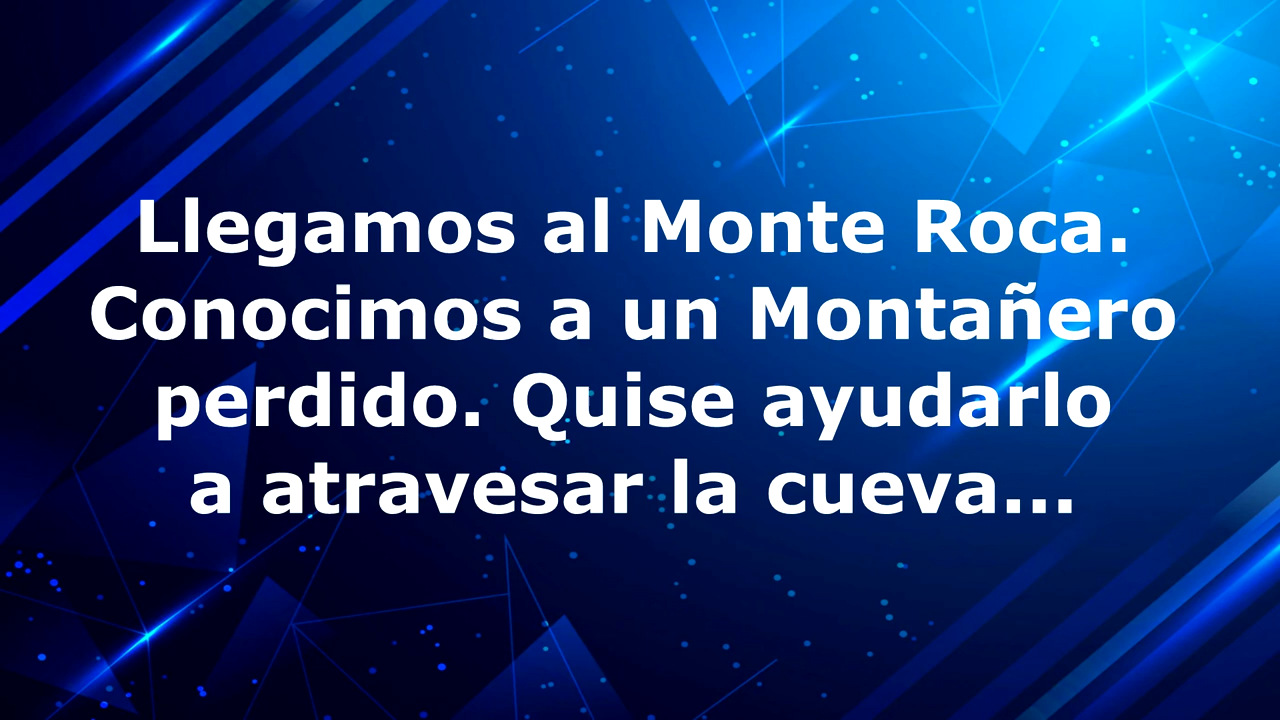 Llegamos al Monte Roca.
Conocimos a un Montañero
perdido. Quise ayudarlo
a atravesar la cueva...